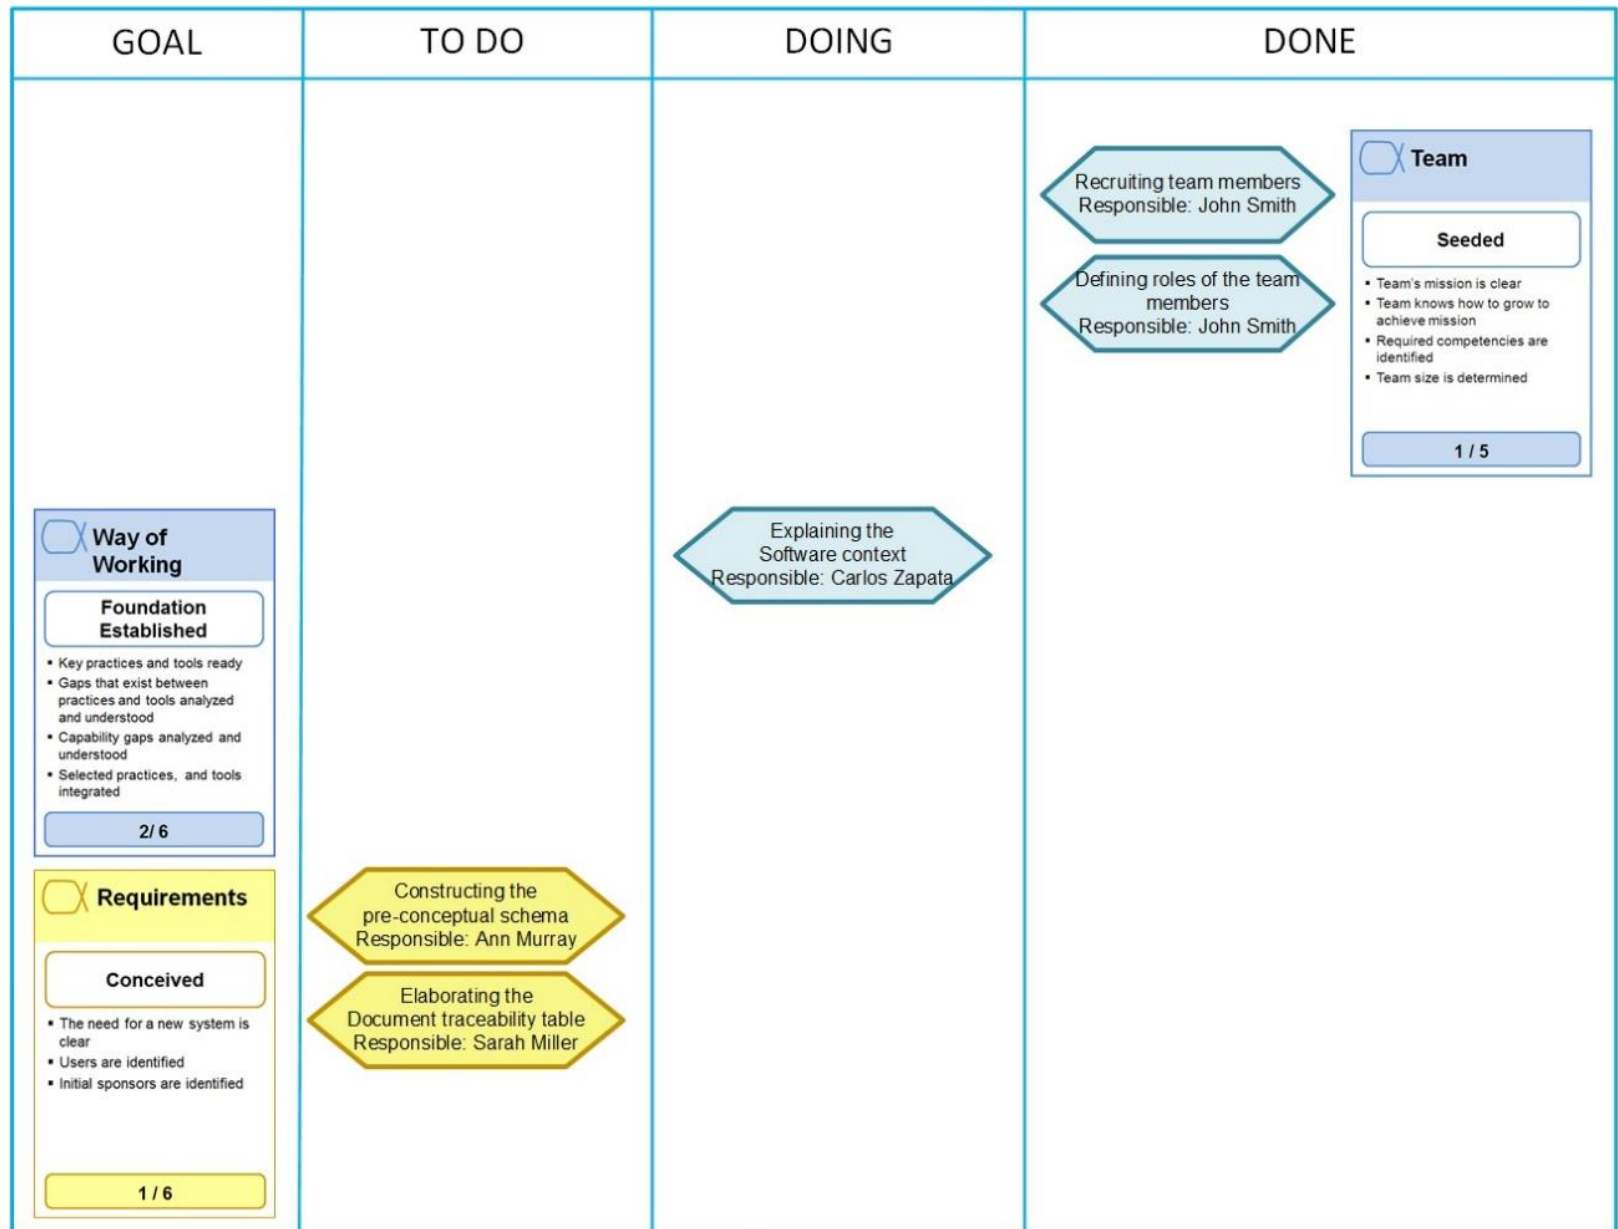 GOAL
TO DO
DOING
DONE
Recruiting team members
Responsible: John Smith
Defining roles of the team
members
Responsible: John Smith
Team
Seeded
▪ Team's mission is clear
▪ Team knows how to grow to
achieve mission
▪ Required competencies are
identified
▪ Team size is determined
1 / 5
Way of
Working
Foundation
Established
▪ Key practices and tools ready
▪ Gaps that exist between
practices and tools analyzed
and understood
▪ Capability gaps analyzed and
understood
▪ Selected practices, and tools
integrated
2/ 6
Explaining the
Software context
Responsible: Carlos Zapata
Requirements
Conceived
▪ The need for a new system is
clear
▪ Users are identified
▪ Initial sponsors are identified
1 / 6
Constructing the
pre-conceptual schema
Responsible: Ann Murray
Elaborating the
Document traceability table
Responsible: Sarah Miller